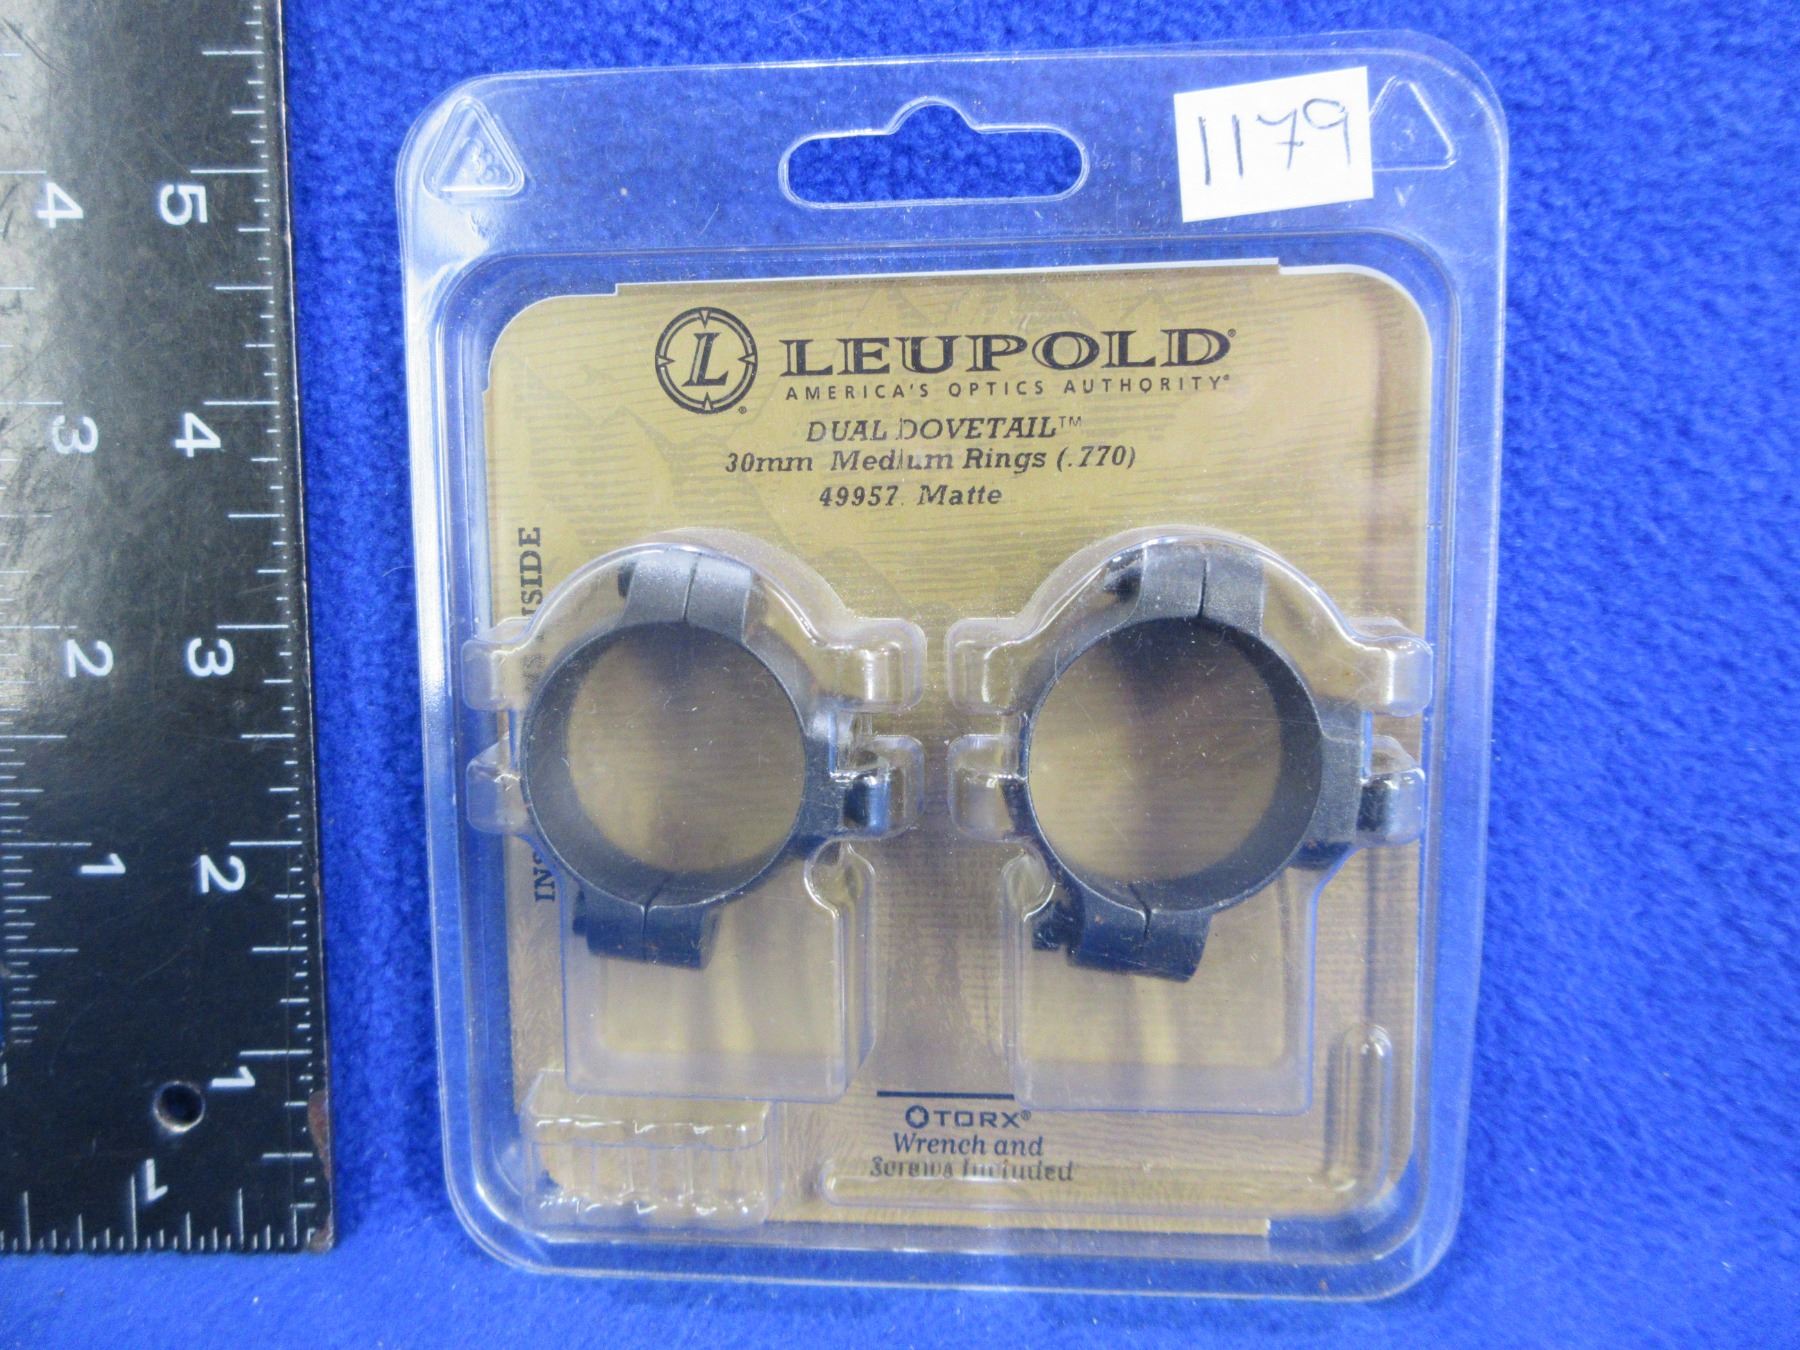 1179
L LEUPOLD®
AMERICA'S OPTICS AUTHORITY®
DUAL DOVETAIL™
30mm Medium Rings (.770)
49957. Matte
TORX®
Wrench and
Screws Included
4 5
3 4
2 3
1 2
1
1